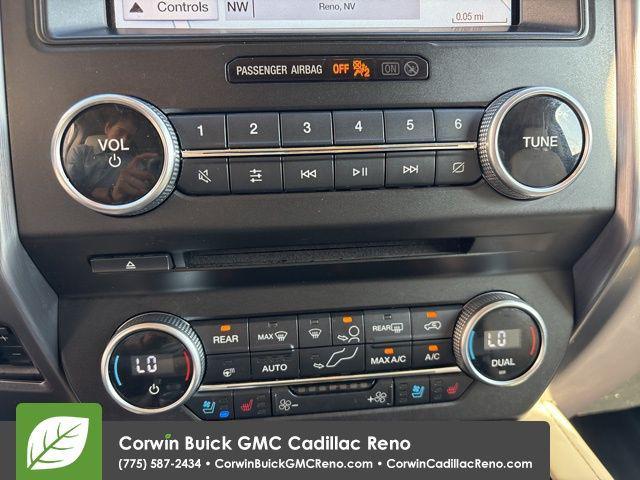 Controls NW Reno, NV 0.05 mi
PASSENGER AIRBAG OFF 2 ON
VOL
1 2 3 4 5 6
TUNE
REAR MAX REAR
LO
AUTO MAX A/C A/C
LO
DUAL
Corwin Buick GMC Cadillac Reno
(775) 587-2434 • CorwinBuickGMCReno.com • CorwinCadillacReno.com